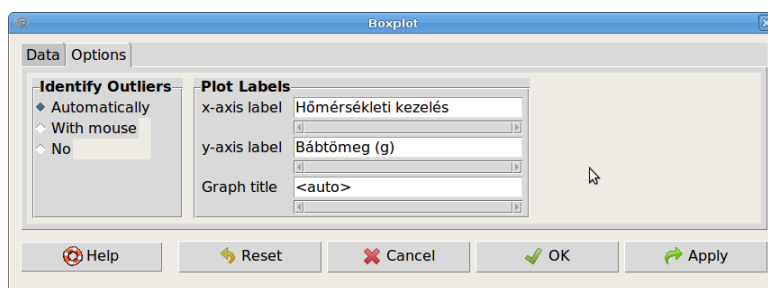 Boxplot
Data Options
Identify Outliers
Automatically
With mouse
No
Plot Labels
x-axis label Hőmérsékleti kezelés
y-axis label Bábtömeg (g)
Graph title <auto>
Help Reset Cancel OK Apply